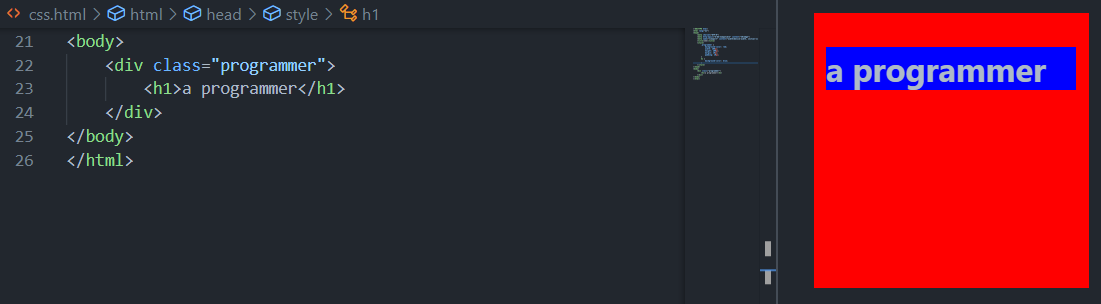 css.html > html > head > style > h1
21 <body>
22 <div class="programmer">
23 <h1>a programmer</h1>
24 </div>
25 </body>
26 </html>
a programmer